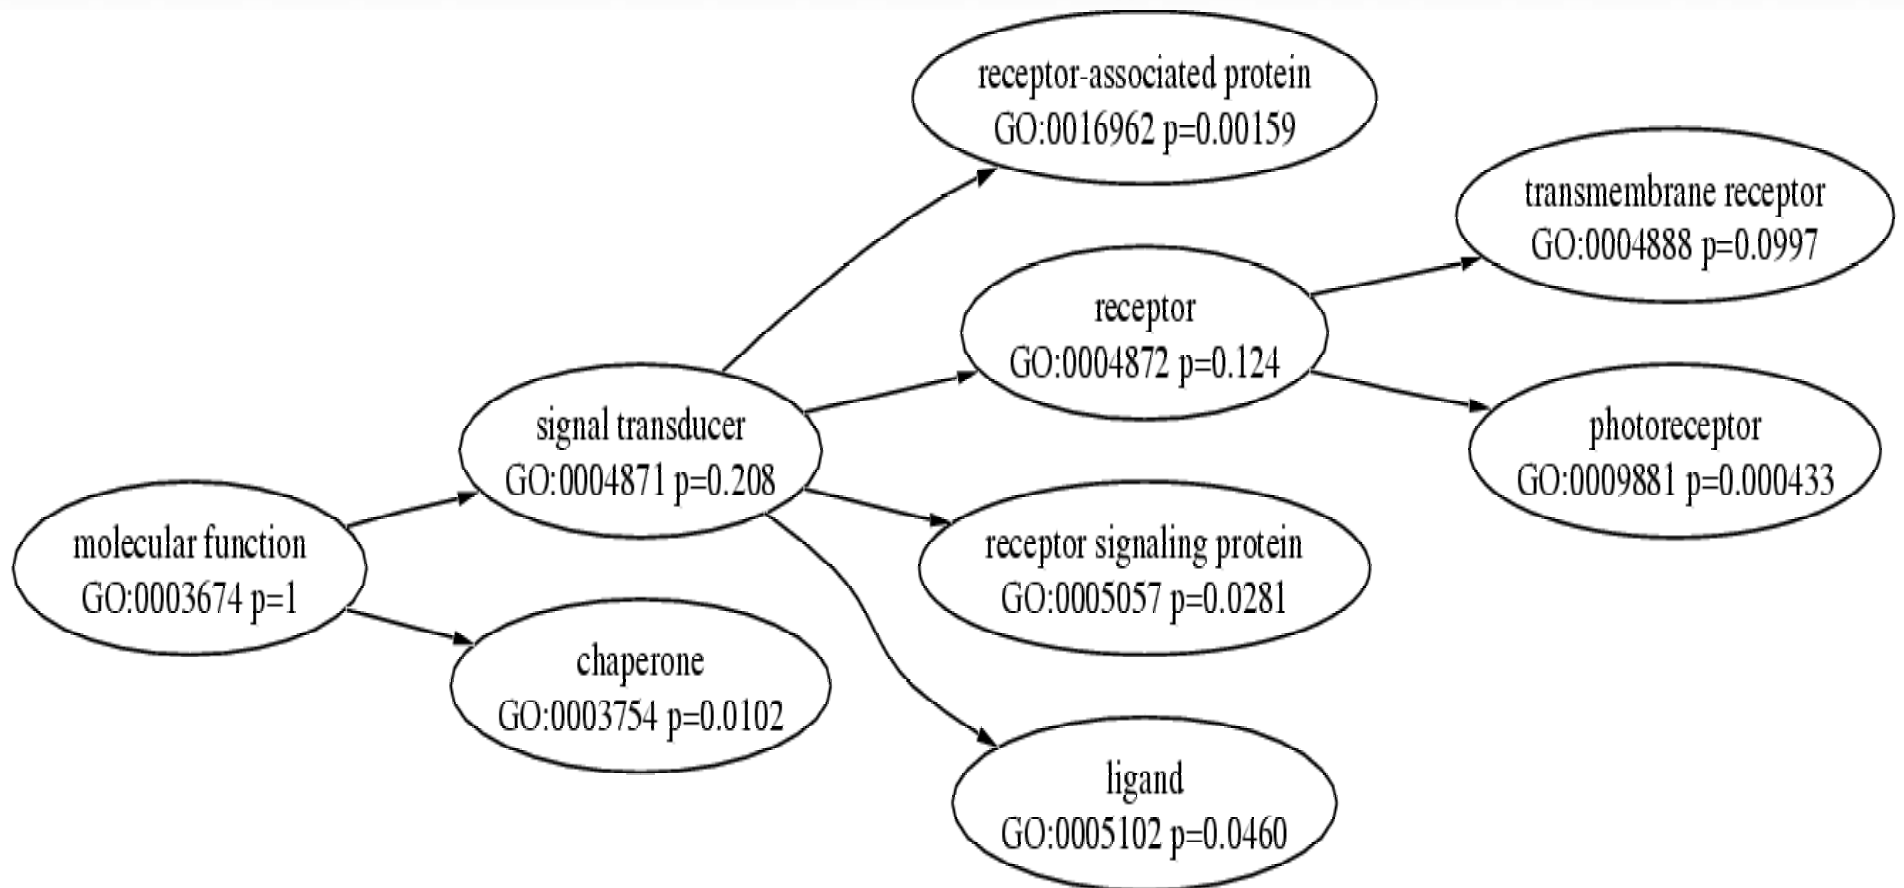 receptor-associated protein
GO:0016962 p=0.00159
transmembrane receptor
GO:0004888 p=0.0997
receptor
GO:0004872 p=0.124
signal transducer
GO:0004871 p=0.208
photoreceptor
GO:0009881 p=0.000433
molecular function
GO:0003674 p=1
receptor signaling protein
GO:0005057 p=0.0281
chaperone
GO:0003754 p=0.0102
ligand
GO:0005102 p=0.0460